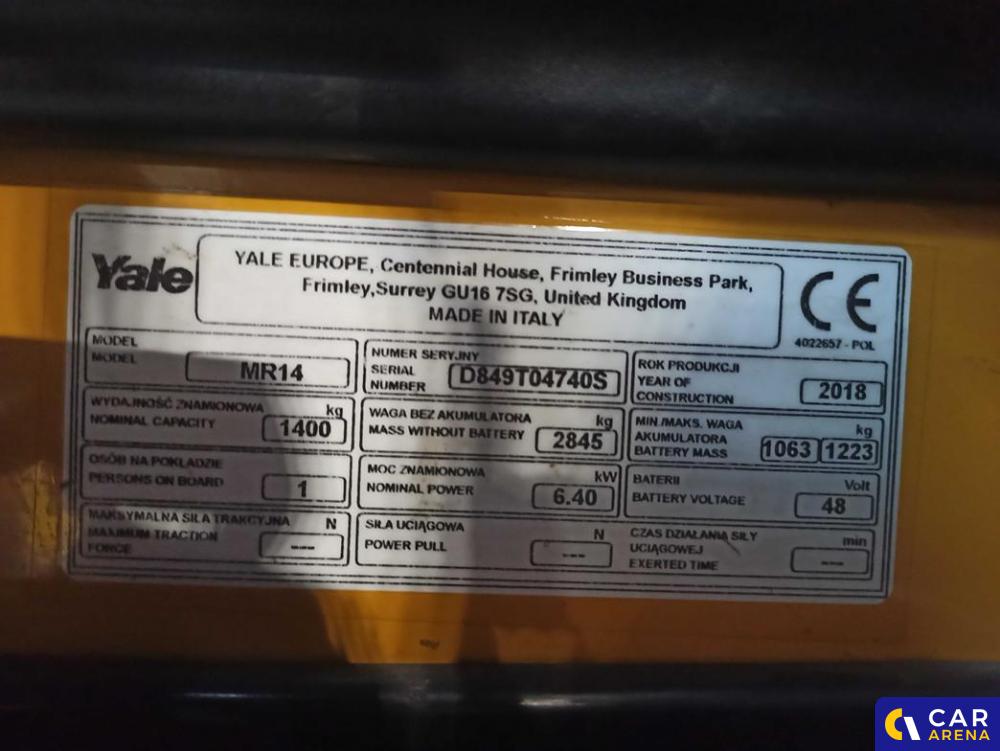 Yale
YALE EUROPE, Centennial House, Frimley Business Park,
Frimley,Surrey GU16 7SG, United Kingdom
MADE IN ITALY
CE
4022657 - POL
MODEL
MODEL
MR14
NUMER SERYJNY
SERIAL
NUMBER
D849T04740S
ROK PRODUKCJI
YEAR OF
CONSTRUCTION
2018
WYDAJNOŚĆ ZNAMIONOWA
NOMINAL CAPACITY
kg
1400
WAGA BEZ AKUMULATORA
MASS WITHOUT BATTERY
kg
2845
MIN./MAKS. WAGA
AKUMULATORA
BATTERY MASS
kg
1063 1223
OSÓB NA POKŁADZIE
PERSONS ON BOARD
1
MOC ZNAMIONOWA
NOMINAL POWER
kW
6.40
BATERII
BATTERY VOLTAGE
Volt
48
MAKSYMALNA SIŁA TRAKCYJNA
MAXIMUM TRACTION
FORCE
N
---
SIŁA UCIĄGOWA
POWER PULL
N
---
CZAS DZIAŁANIA SIŁY
UCIĄGOWEJ
EXERTED TIME
min
---
CAR
ARENA